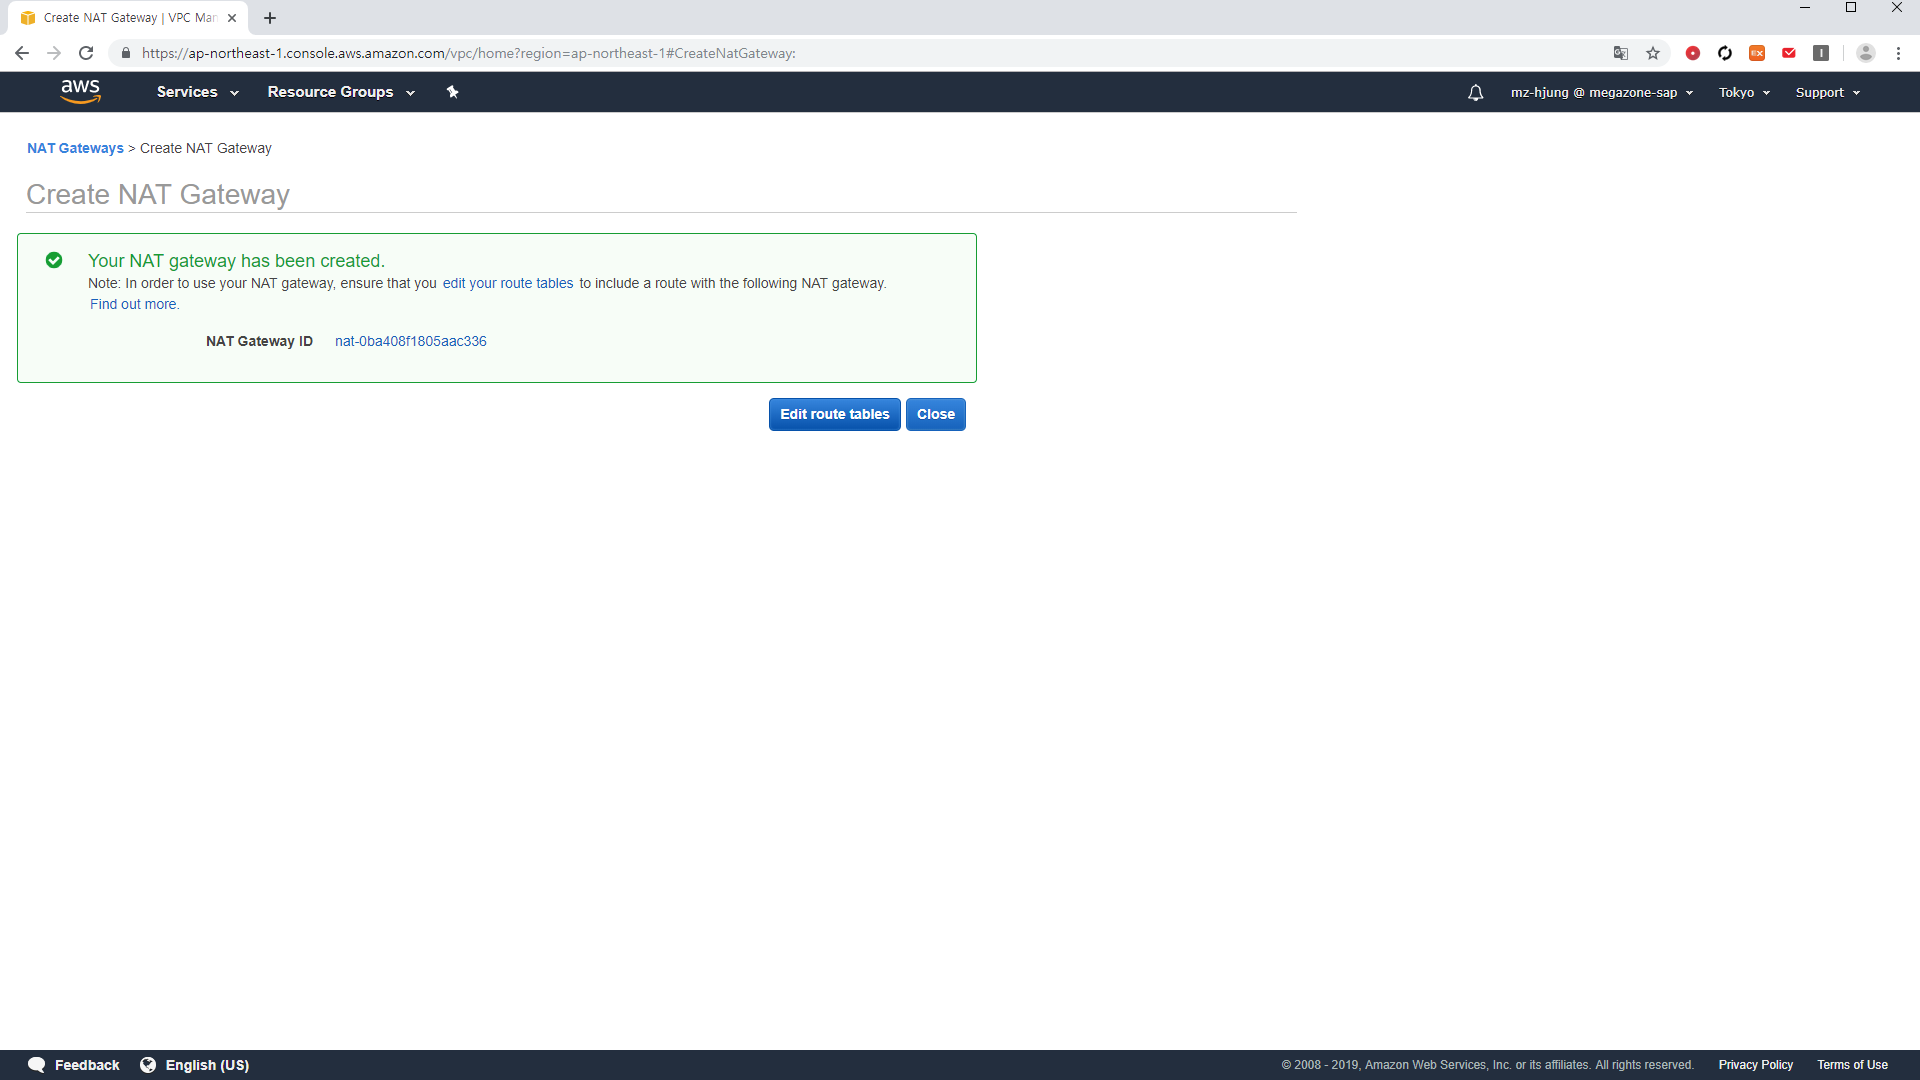 Create NAT Gateway | VPC Man
https://ap-northeast-1.console.aws.amazon.com/vpc/home?region=ap-northeast-1#CreateNatGateway:
aws Services Resource Groups mz-hjung @ megazone-sap Tokyo Support
NAT Gateways > Create NAT Gateway
Create NAT Gateway
Your NAT gateway has been created.
Note: In order to use your NAT gateway, ensure that you edit your route tables to include a route with the following NAT gateway.
Find out more.
NAT Gateway ID nat-0ba408f1805aac336
Edit route tables Close
Feedback English (US) © 2008 - 2019, Amazon Web Services, Inc. or its affiliates. All rights reserved. Privacy Policy Terms of Use